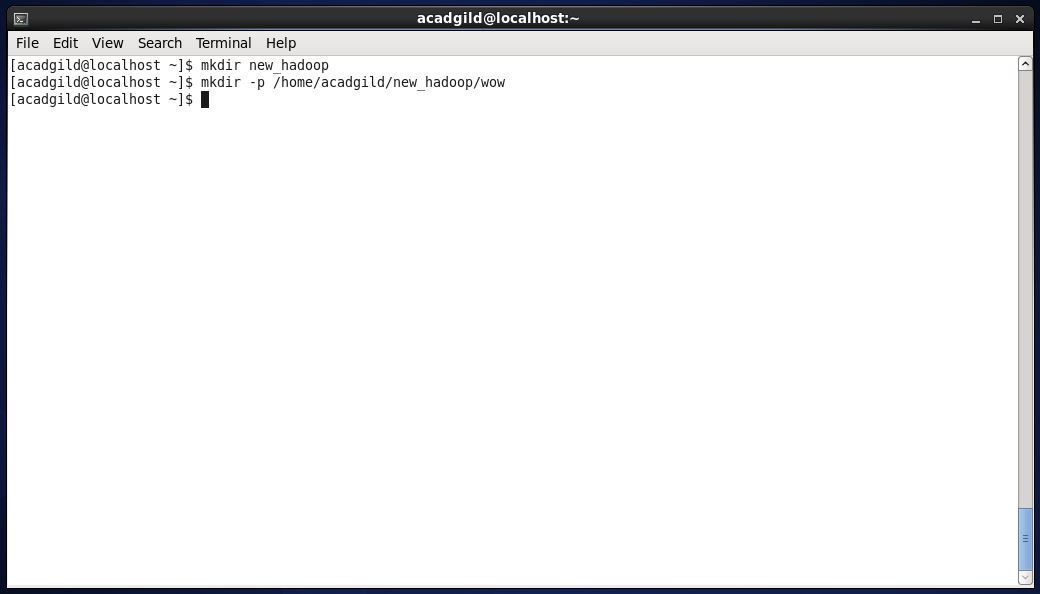 acadgild@localhost:~
File Edit View Search Terminal Help
[acadgild@localhost ~]$ mkdir new_hadoop
[acadgild@localhost ~]$ mkdir -p /home/acadgild/new_hadoop/wow
[acadgild@localhost ~]$